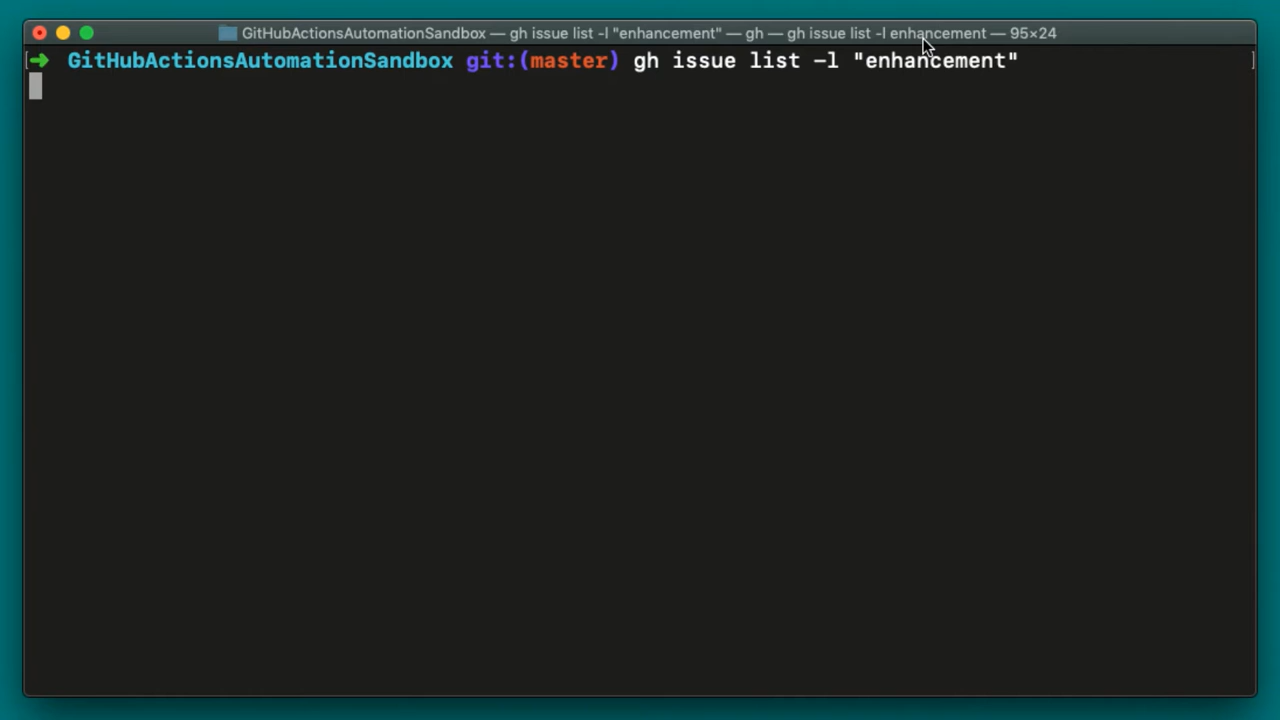 GitHubActionsAutomationSandbox — gh issue list -l "enhancement" — gh — gh issue list -l enhancement — 95×24
[➜ GitHubActionsAutomationSandbox git:(master) gh issue list -l "enhancement" ]